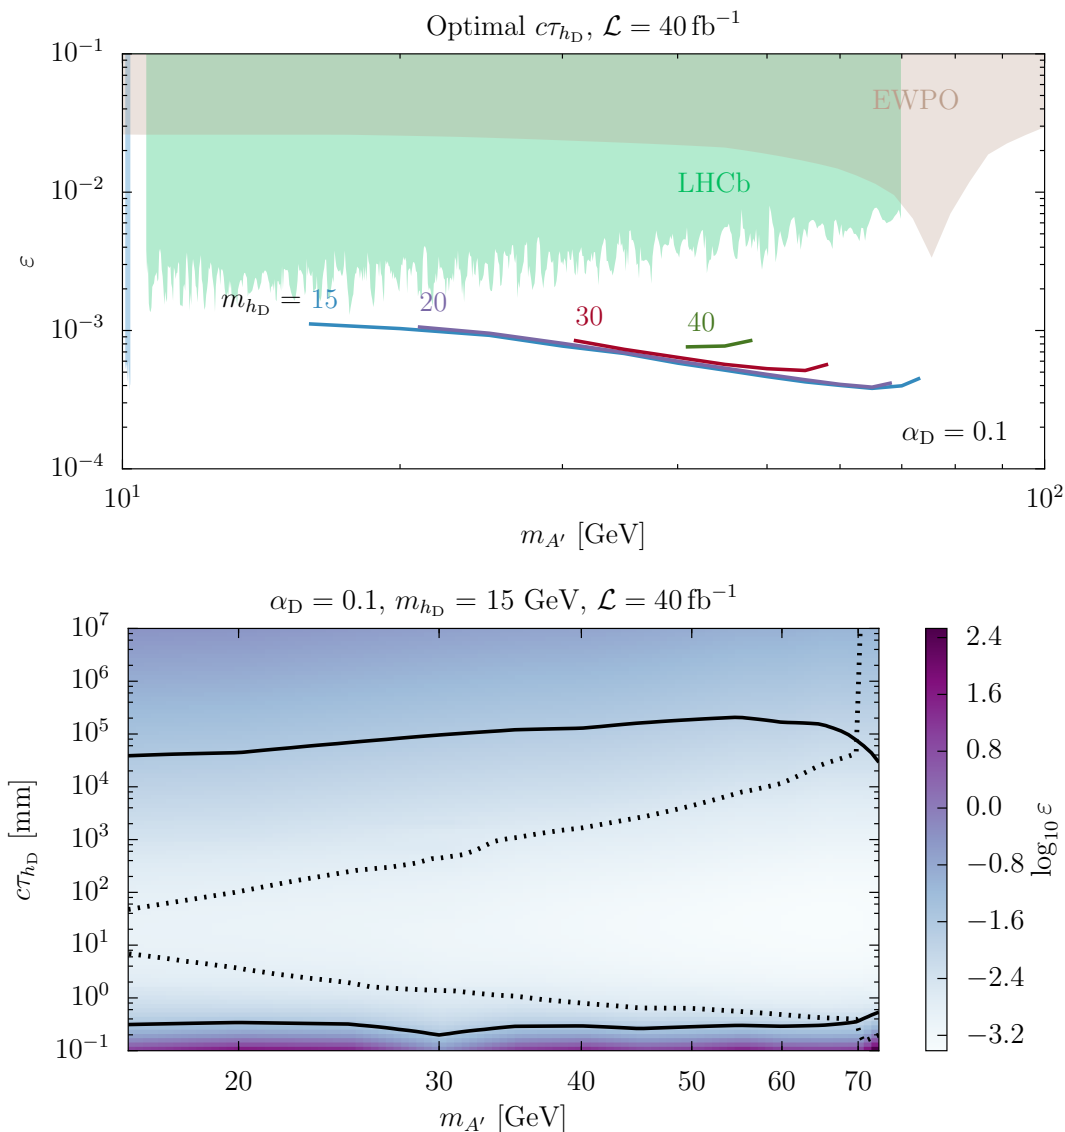 Optimal cτ_{h_D}, 𝓛 = 40 fb⁻¹
10⁻¹
EWPO
10⁻²
LHCb
ε
m_{h_D} = 15
20
30
40
10⁻³
α_D = 0.1
10⁻⁴
10¹
10²
m_{A′} [GeV]
α_D = 0.1, m_{h_D} = 15 GeV, 𝓛 = 40 fb⁻¹
10⁷
10⁶
10⁵
10⁴
10³
10²
10¹
10⁰
10⁻¹
cτ_{h_D} [mm]
20
30
40
50
60
70
m_{A′} [GeV]
2.4
1.6
0.8
0.0
−0.8
−1.6
−2.4
−3.2
log₁₀ ε